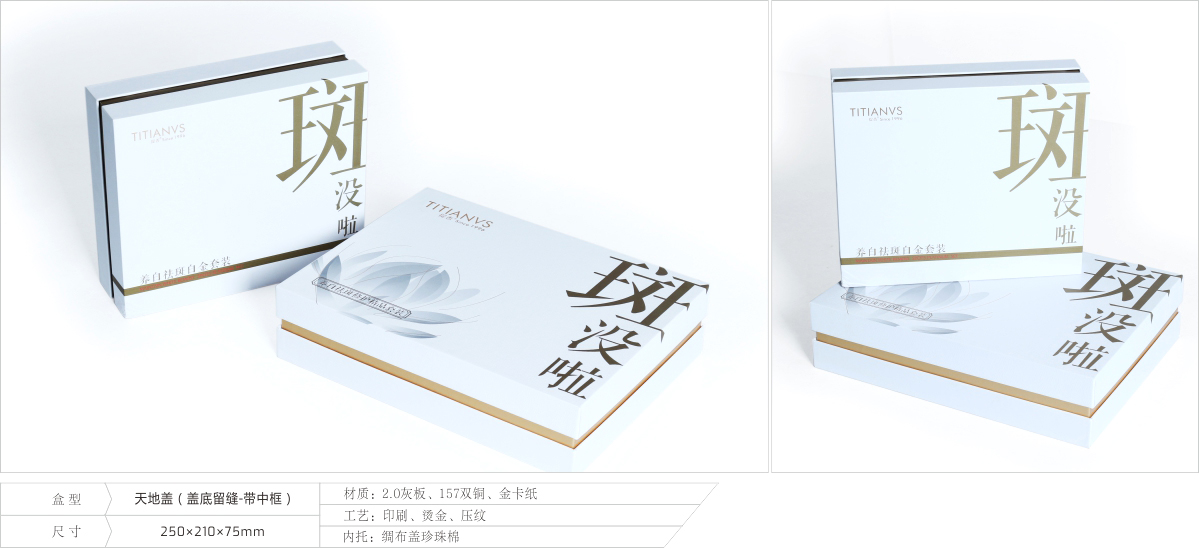 TITIANVS
斑
没
啦
养白祛斑白金套装
TITIANVS
斑
没
啦
TITIANVS
斑
没
啦
养白祛斑白金套装
斑
没
啦
盒型
天地盖（盖底留缝-带中框）
尺寸
250×210×75mm
材质：2.0灰板、157双铜、金卡纸
工艺：印刷、烫金、压纹
内托：绸布盖珍珠棉